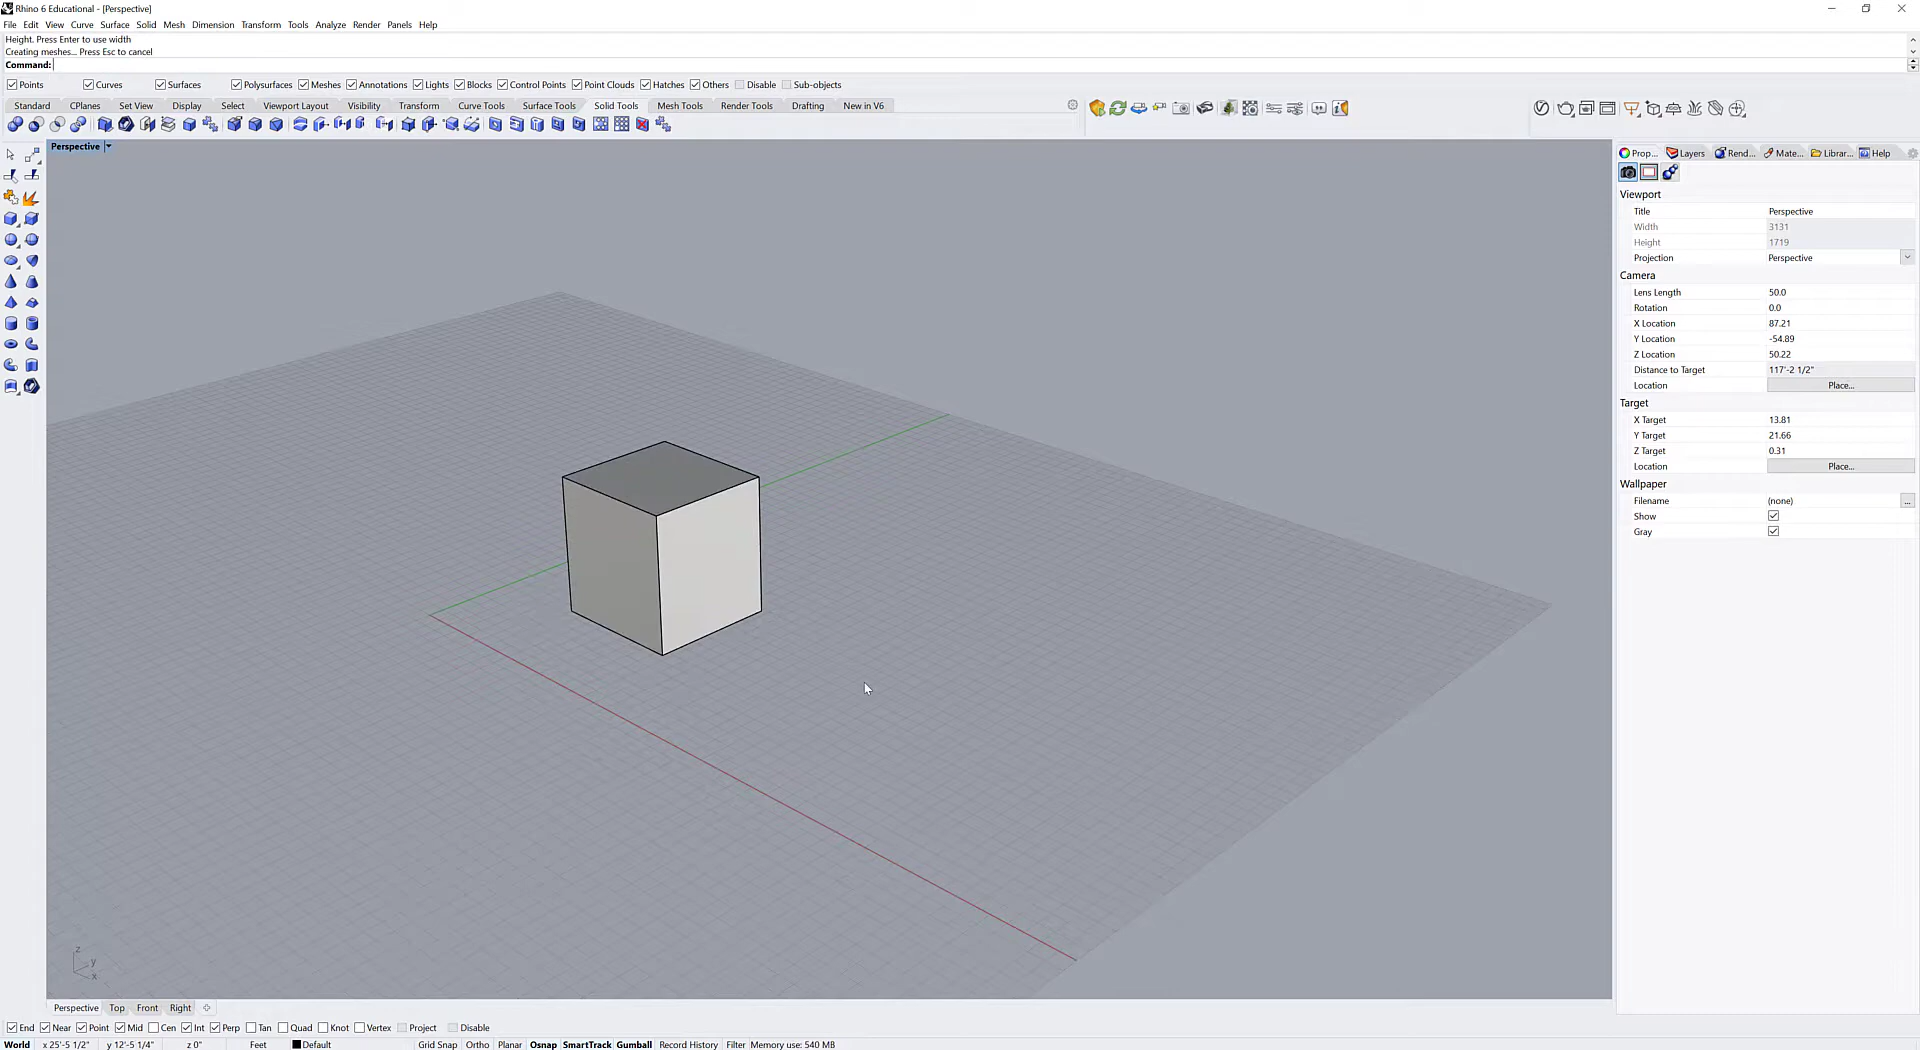 Rhino 6 Educational - [Perspective]
File Edit View Curve Surface Solid Mesh Dimension Transform Tools Analyze Render Panels Help
Height. Press Enter to use width
Creating meshes... Press Esc to cancel
Command:
Points Curves Surfaces Polysurfaces Meshes Annotations Lights Blocks Control Points Point Clouds Hatches Others Disable Sub-objects
Standard CPlanes Set View Display Select Viewport Layout Visibility Transform Curve Tools Surface Tools Solid Tools Mesh Tools Render Tools Drafting New in V6
Perspective
Prop... Layers Rend... Mate... Librar... Help
Viewport
Title Perspective
Width 3131
Height 1719
Projection Perspective
Camera
Lens Length 50.0
Rotation 0.0
X Location 87.21
Y Location -54.89
Z Location 50.22
Distance to Target 117'-2 1/2"
Location Place...
Target
X Target 13.81
Y Target 21.66
Z Target 0.31
Location Place...
Wallpaper
Filename (none) ...
Show
Gray
z
y
x
Perspective Top Front Right
End Near Point Mid Cen Int Perp Tan Quad Knot Vertex Project Disable
World x 25'-5 1/2" y 12'-5 1/4" z 0" Feet Default Grid Snap Ortho Planar Osnap SmartTrack Gumball Record History Filter Memory use: 540 MB